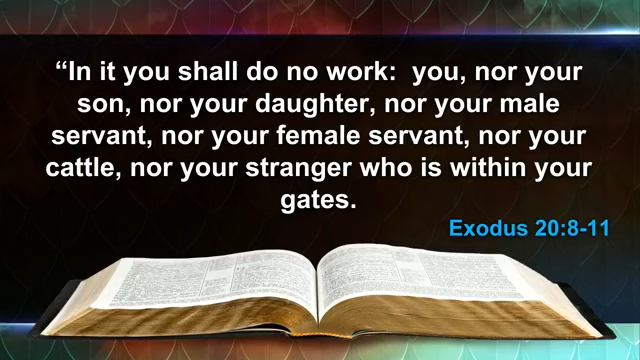 “In it you shall do no work:  you, nor your
son, nor your daughter, nor your male
servant, nor your female servant, nor your
cattle, nor your stranger who is within your
gates.
Exodus 20:8-11